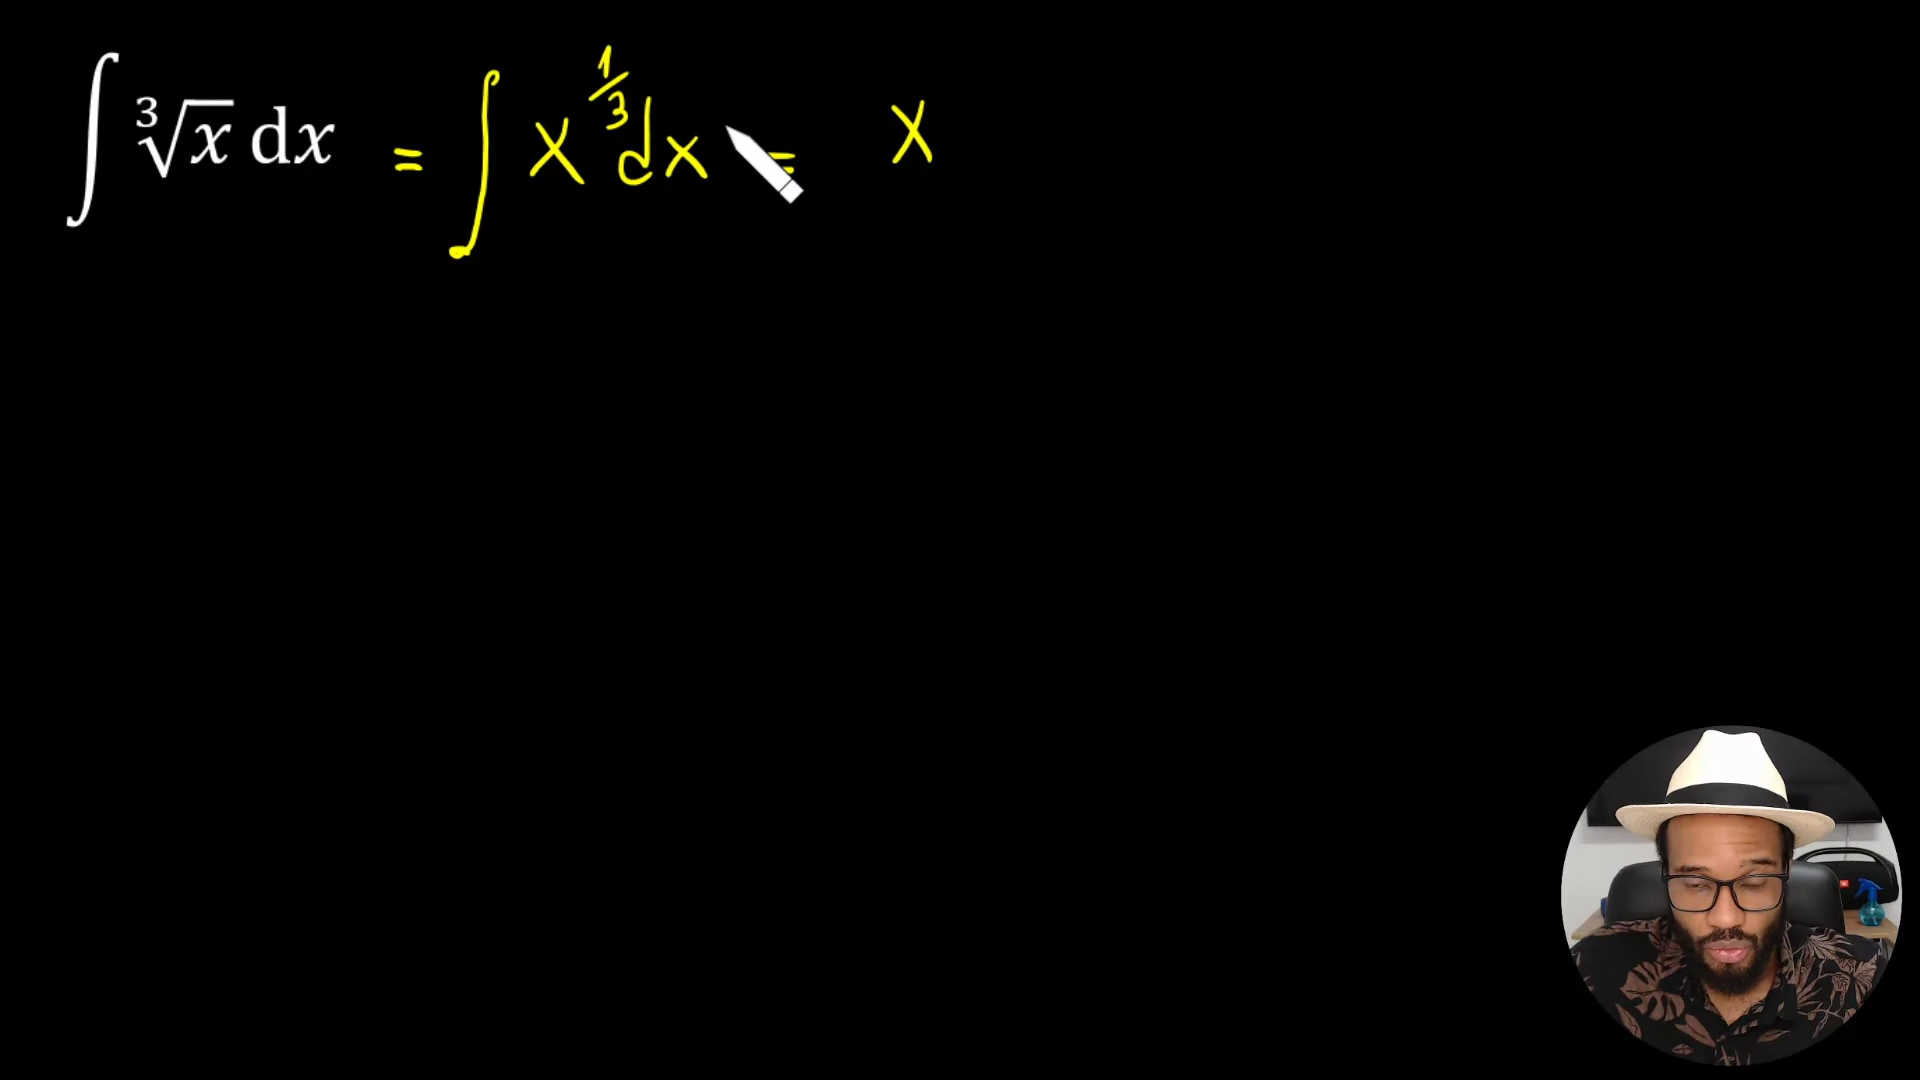 ∫ ∛x dx = ∫ x^(1/3) dx = x